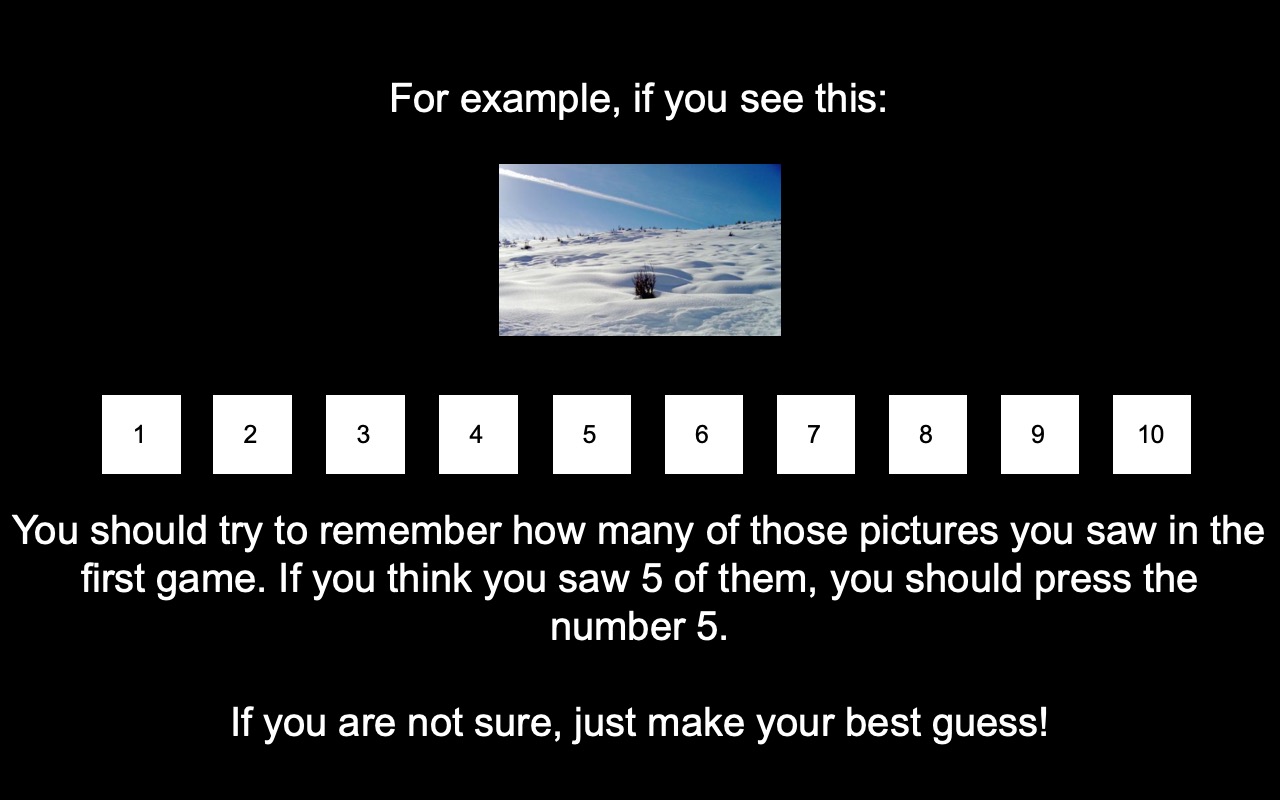 For example, if you see this:
1 2 3 4 5 6 7 8 9 10
You should try to remember how many of those pictures you saw in the
first game. If you think you saw 5 of them, you should press the
number 5.
If you are not sure, just make your best guess!